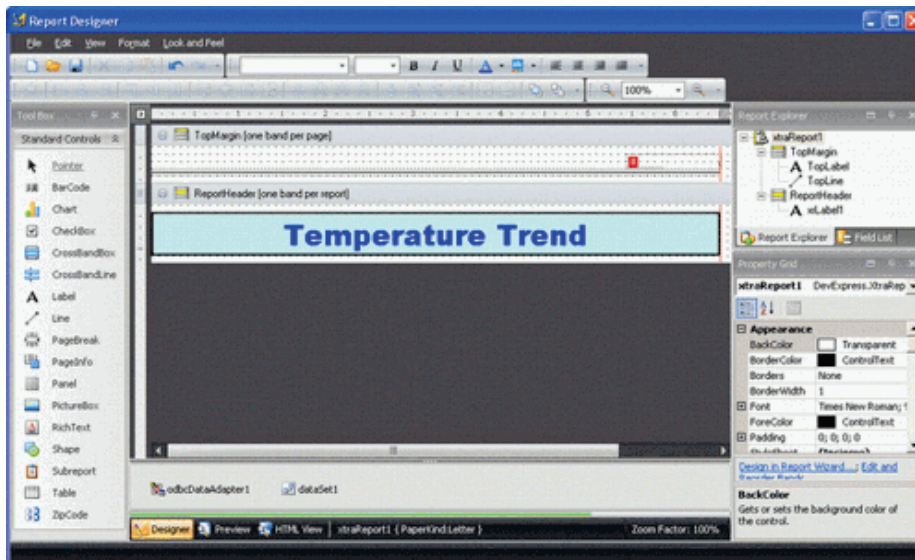 Report Designer
File Edit View Format Look and Feel
B I U A
100%
Tool Box
Standard Controls
Pointer
BarCode
Chart
CheckBox
CrossBandBox
CrossBandLine
Label
Line
PageBreak
PageInfo
Panel
PictureBox
RichText
Shape
Subreport
Table
ZipCode
TopMargin [one band per page]
ReportHeader [one band per report]
Temperature Trend
odbcDataAdapter1 dataSet1
Designer Preview HTML View xtraReport1 { PaperKind:Letter } Zoom Factor: 100%
Report Explorer
xtraReport1
TopMargin
TopLabel
TopLine
ReportHeader
xrLabel1
Report Explorer Field List
Property Grid
xtraReport1 DevExpress.XtraRep
Appearance
BackColor Transparent
BorderColor ControlText
Borders None
BorderWidth 1
Font Times New Roman;
ForeColor ControlText
Padding 0; 0; 0; 0
Design in Report Wizard...; Edit and
BackColor
Gets or sets the background color of
the control.